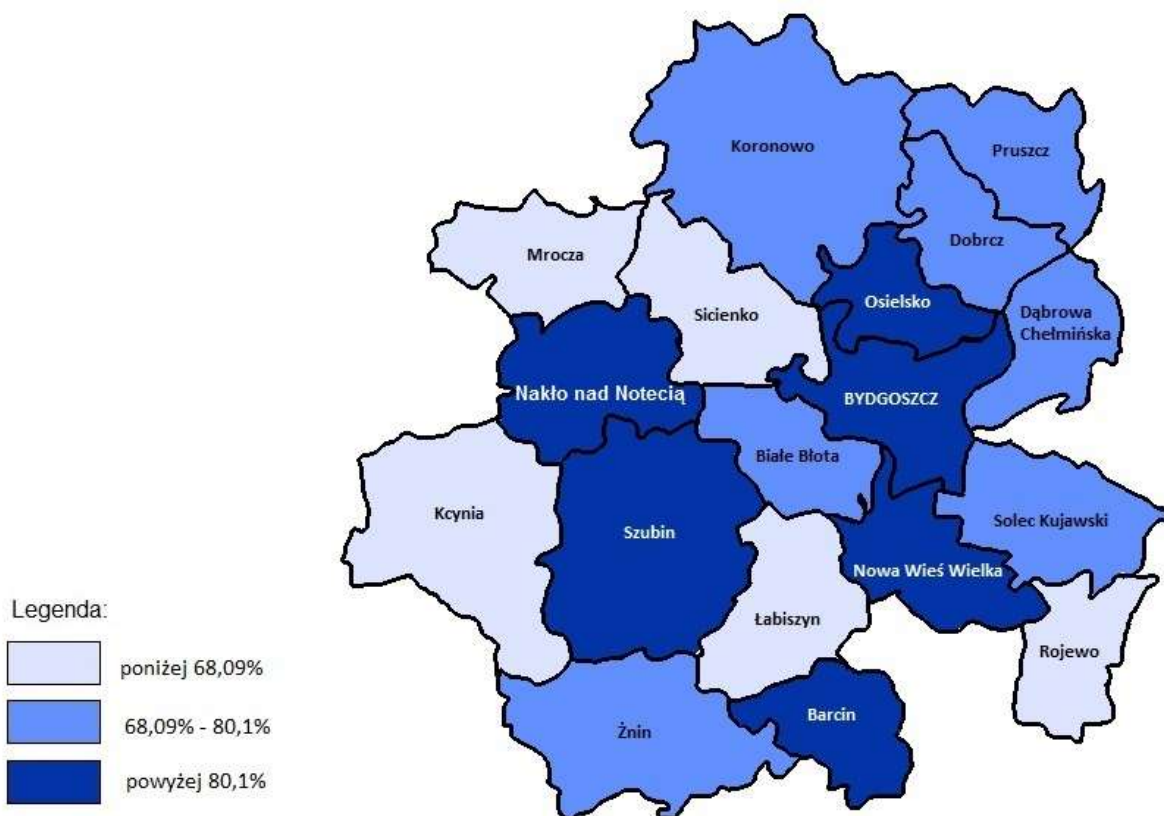 Koronowo
Pruszcz
Dobrcz
Mrocza
Sicienko
Osielsko
Dąbrowa
Chełmińska
Nakło nad Notecią
BYDGOSZCZ
Białe Błota
Kcynia
Szubin
Solec Kujawski
Nowa Wieś Wielka
Łabiszyn
Rojewo
Barcin
Żnin
Legenda:
poniżej 68,09%
68,09% - 80,1%
powyżej 80,1%